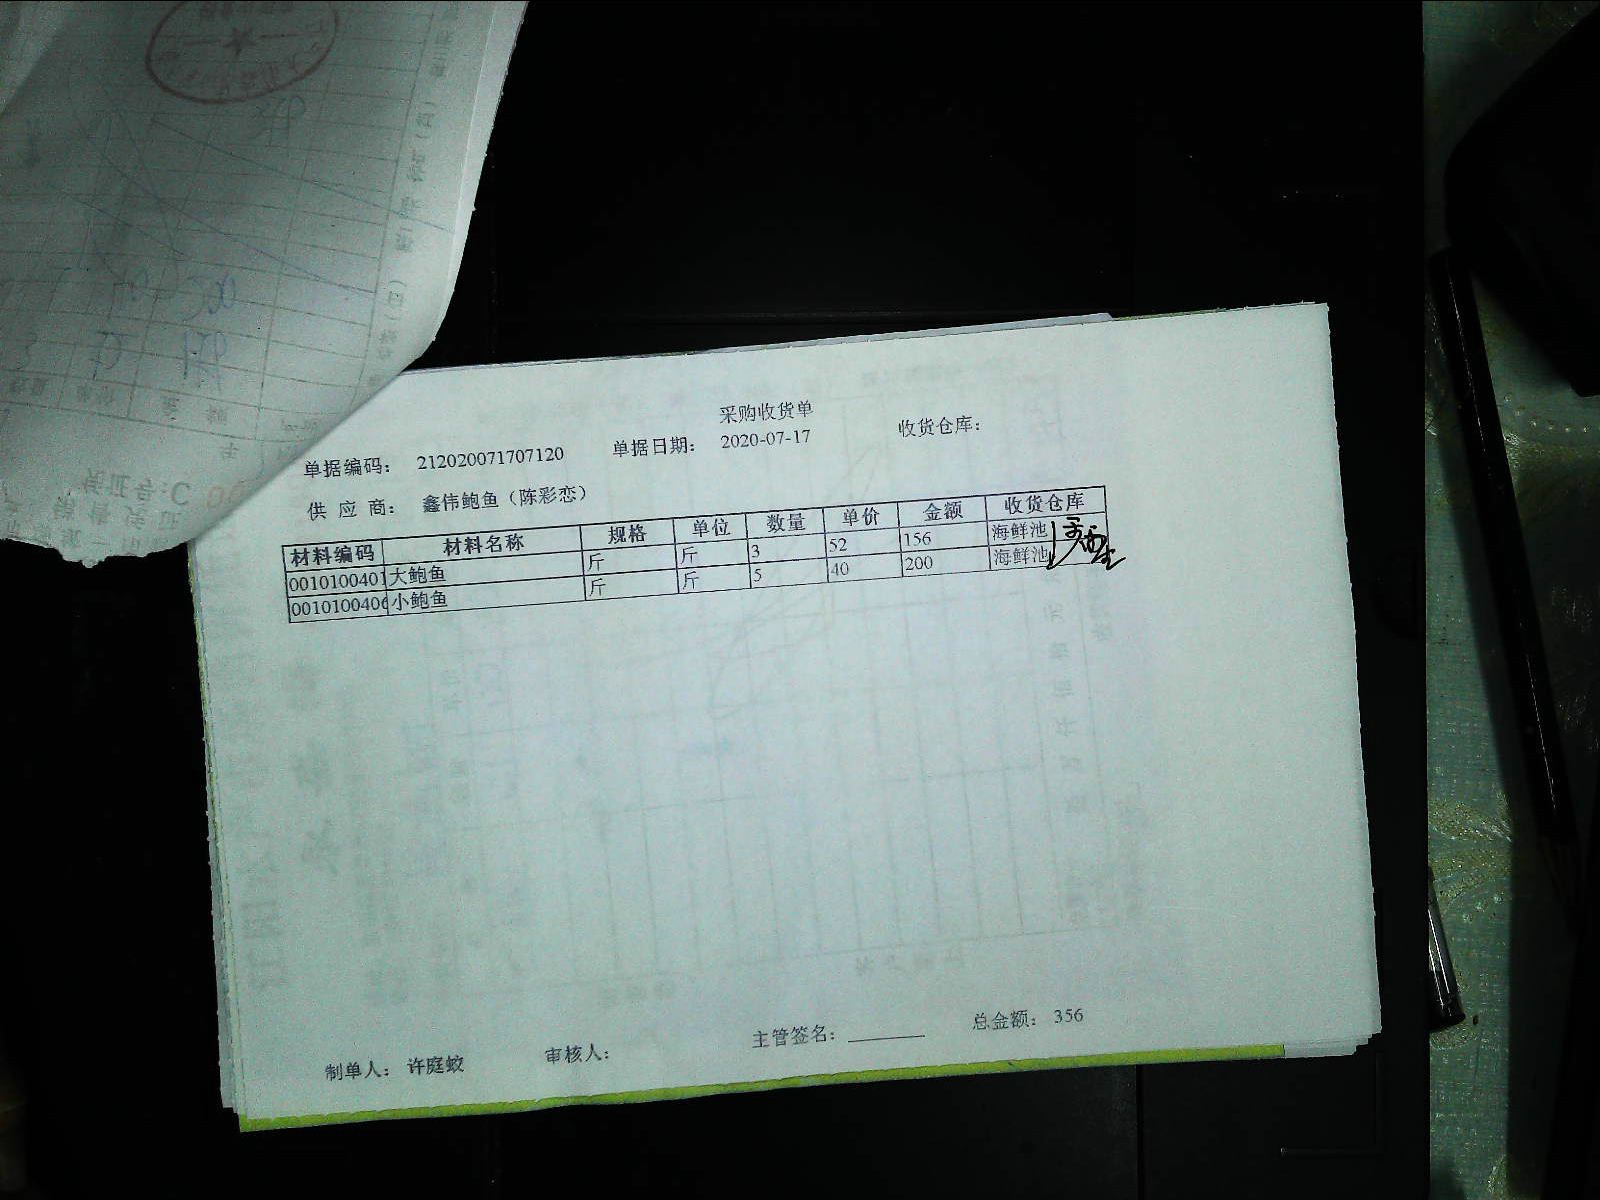 采购收货单
单据编码： 212020071707120 单据日期： 2020-07-17 收货仓库：
供 应 商： 鑫伟鲍鱼（陈彩恋）
材料编码 材料名称 规格 单位 数量 单价 金额 收货仓库
0010100401 大鲍鱼 斤 斤 3 52 156 海鲜池
0010100406 小鲍鱼 斤 斤 5 40 200 海鲜池
制单人： 许庭蛟 审核人： 主管签名： 总金额： 356